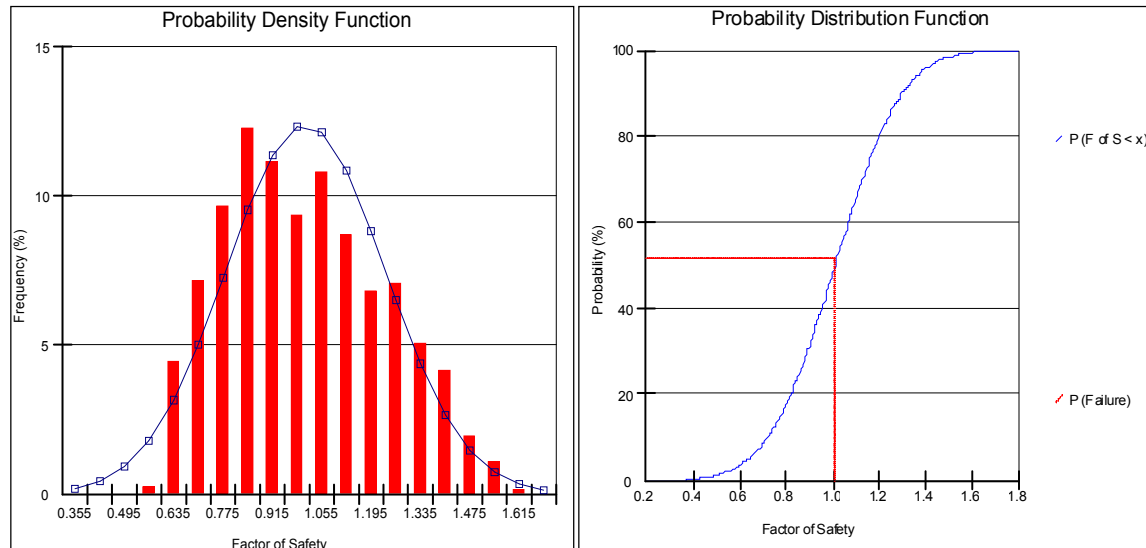 Probability Density Function
15
10
5
0
Frequency (%)
0.355 0.495 0.635 0.775 0.915 1.055 1.195 1.335 1.475 1.615
Factor of Safety
Probability Distribution Function
100
80
60
40
20
0
Probability (%)
0.2 0.4 0.6 0.8 1.0 1.2 1.4 1.6 1.8
Factor of Safety
P (F of S < x)
P (Failure)